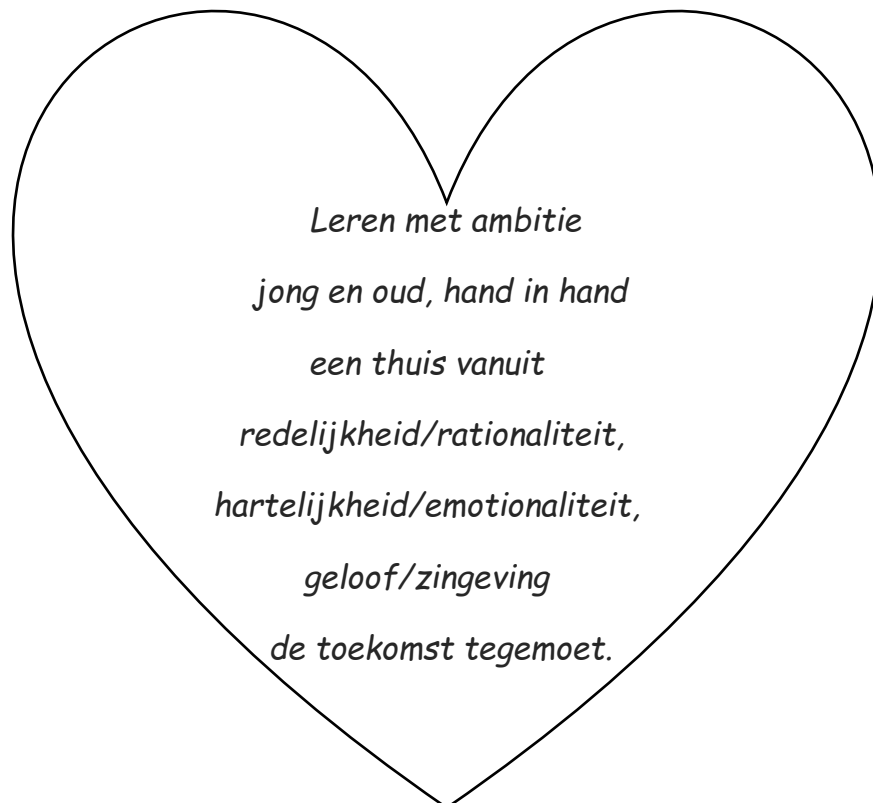 Leren met ambitie
jong en oud, hand in hand
een thuis vanuit
redelijkheid/rationaliteit,
hartelijkheid/emotionaliteit,
geloof/zingeving
de toekomst tegemoet.